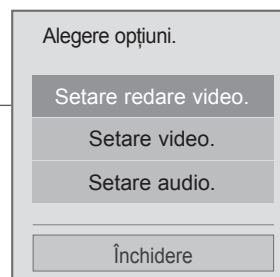 Alegere opțiuni.
Setare redare video.
Setare video.
Setare audio.
Închidere